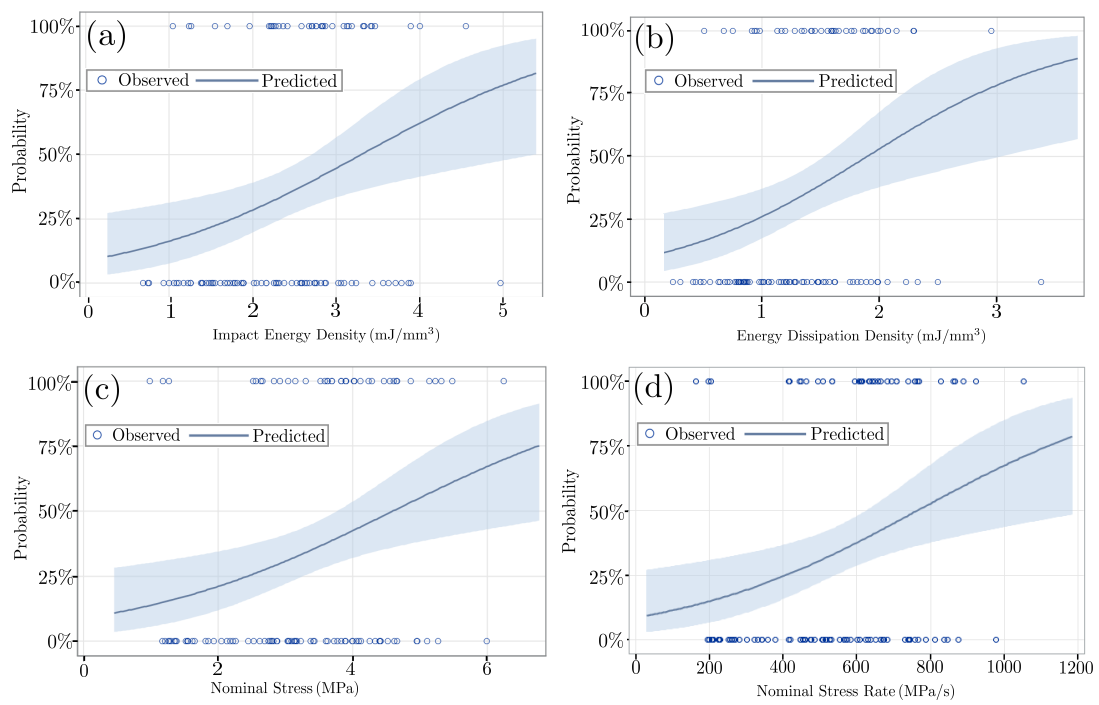 (a)
100%
75%
50%
25%
0%
Probability
Observed Predicted
0 1 2 3 4 5
Impact Energy Density (mJ/mm³)
(b)
100%
75%
50%
25%
0%
Probability
Observed Predicted
0 1 2 3
Energy Dissipation Density (mJ/mm³)
(c)
100%
75%
50%
25%
0%
Probability
Observed Predicted
0 2 4 6
Nominal Stress (MPa)
(d)
100%
75%
50%
25%
0%
Probability
Observed Predicted
0 200 400 600 800 1000 1200
Nominal Stress Rate (MPa/s)